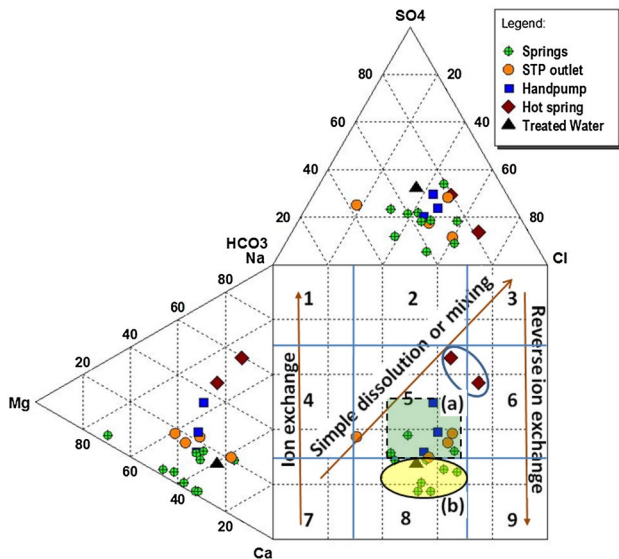 SO4
Legend:
Springs
STP outlet
Handpump
Hot spring
Treated Water
80
20
60
40
40
60
20
80
HCO3
Na
Cl
80
60
40
20
Mg
80
60
40
20
Ca
1
2
3
4
5
6
7
8
9
Ion exchange
Simple dissolution or mixing
Reverse ion exchange
(a)
(b)